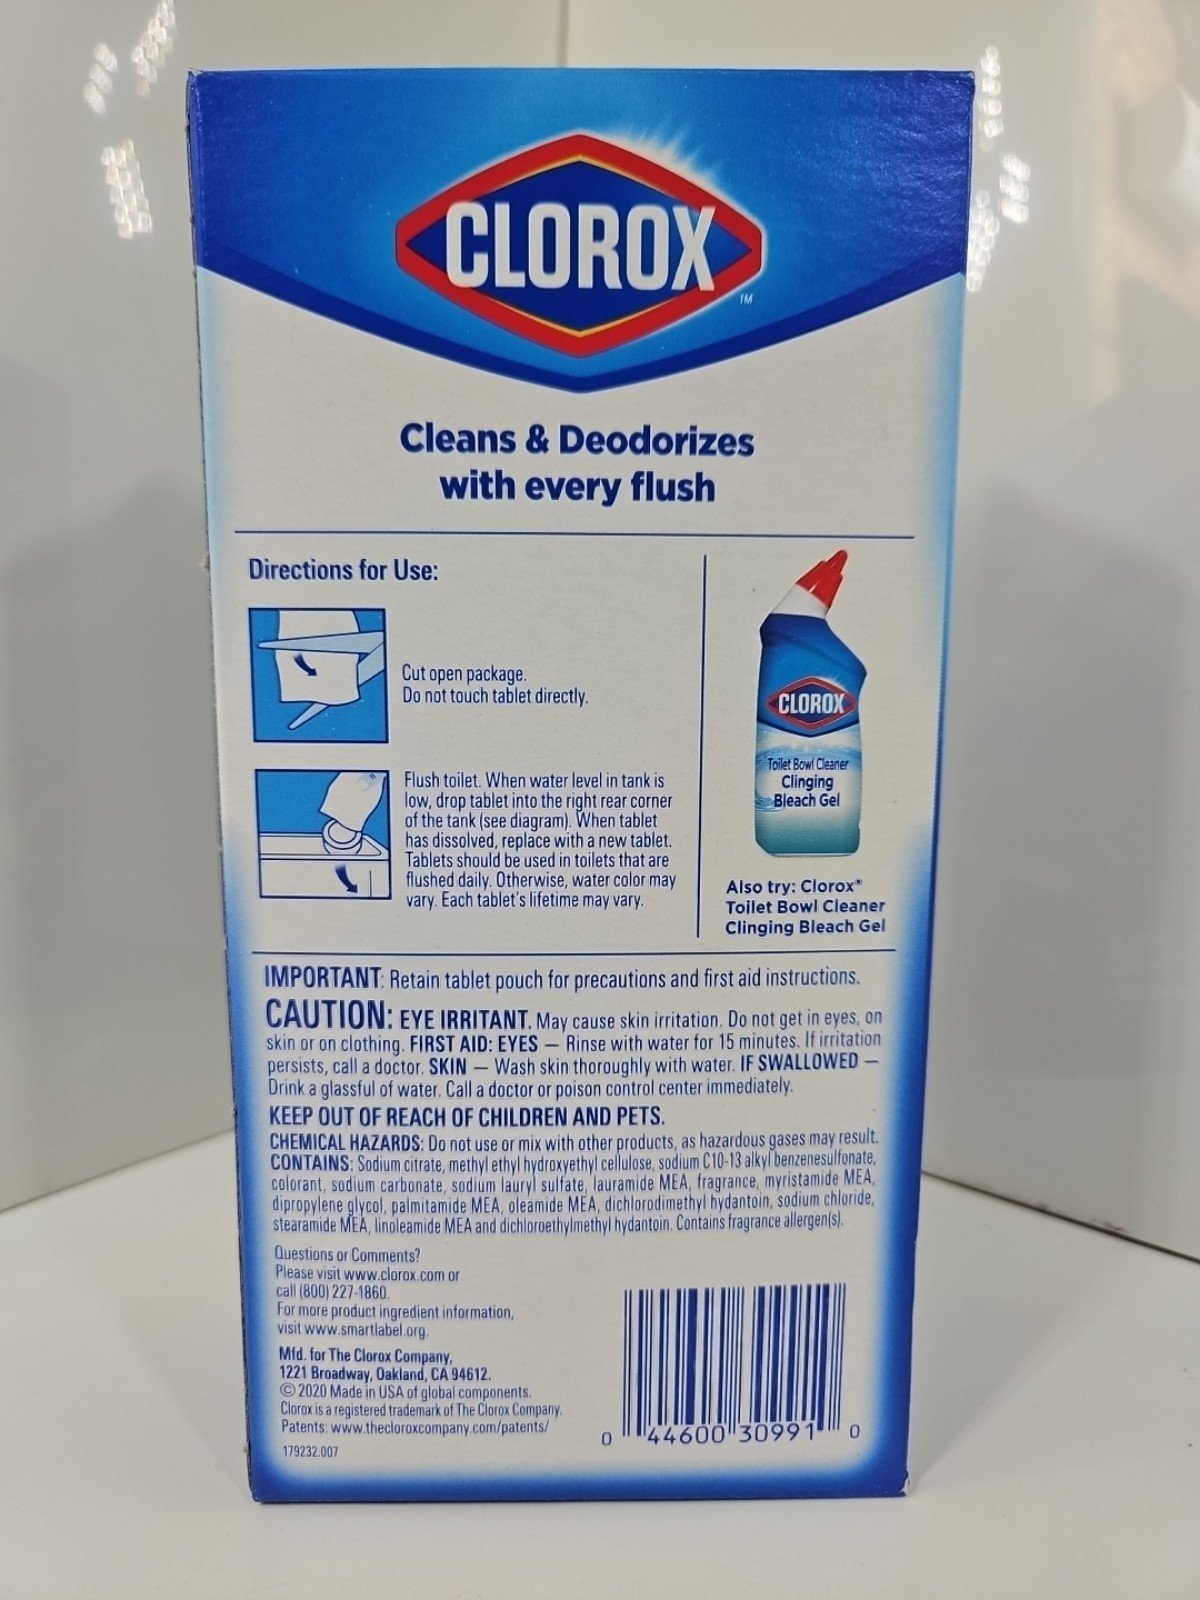 CLOROX
TM
Cleans & Deodorizes
with every flush
Directions for Use:
Cut open package.
Do not touch tablet directly.
Flush toilet. When water level in tank is
low, drop tablet into the right rear corner
of the tank (see diagram). When tablet
has dissolved, replace with a new tablet.
Tablets should be used in toilets that are
flushed daily. Otherwise, water color may
vary. Each tablet's lifetime may vary.
CLOROX
Toilet Bowl Cleaner
Clinging
Bleach Gel
Also try: Clorox®
Toilet Bowl Cleaner
Clinging Bleach Gel
IMPORTANT: Retain tablet pouch for precautions and first aid instructions.
CAUTION: EYE IRRITANT. May cause skin irritation. Do not get in eyes, on
skin or on clothing. FIRST AID: EYES — Rinse with water for 15 minutes. If irritation
persists, call a doctor. SKIN — Wash skin thoroughly with water. IF SWALLOWED —
Drink a glassful of water. Call a doctor or poison control center immediately.
KEEP OUT OF REACH OF CHILDREN AND PETS.
CHEMICAL HAZARDS: Do not use or mix with other products, as hazardous gases may result.
CONTAINS: Sodium citrate, methyl ethyl hydroxyethyl cellulose, sodium C10-13 alkyl benzenesulfonate,
colorant, sodium carbonate, sodium lauryl sulfate, lauramide MEA, fragrance, myristamide MEA,
dipropylene glycol, palmitamide MEA, oleamide MEA, dichlorodimethyl hydantoin, sodium chloride,
stearamide MEA, linoleamide MEA and dichloroethylmethyl hydantoin. Contains fragrance allergen(s).
Questions or Comments?
Please visit www.clorox.com or
call (800) 227-1860.
For more product ingredient information,
visit www.smartlabel.org.
Mfd. for The Clorox Company,
1221 Broadway, Oakland, CA 94612.
© 2020 Made in USA of global components.
Clorox is a registered trademark of The Clorox Company.
Patents: www.thecloroxcompany.com/patents/
179232.007
0 44600 30991 0